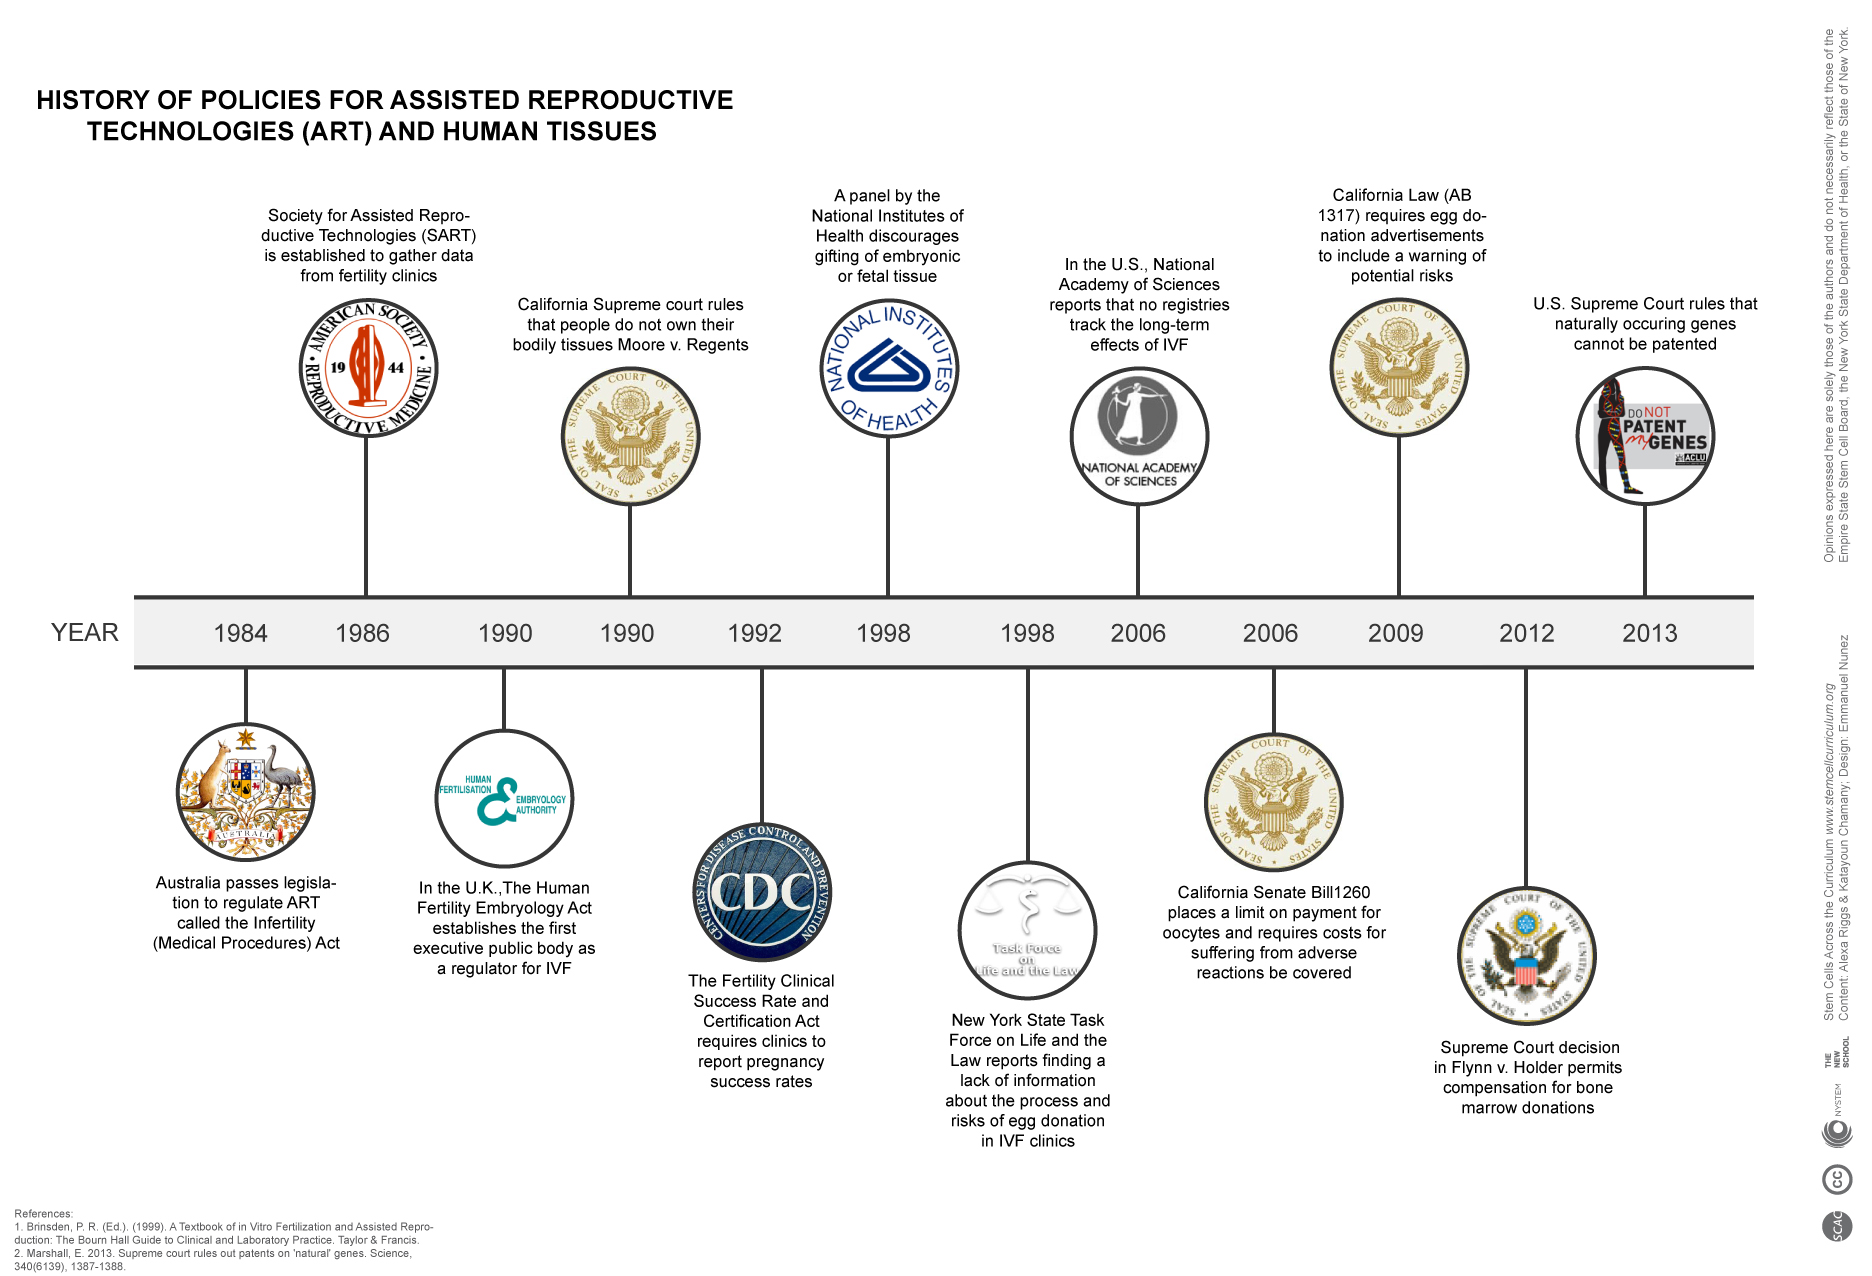 HISTORY OF POLICIES FOR ASSISTED REPRODUCTIVE
TECHNOLOGIES (ART) AND HUMAN TISSUES
Society for Assisted Repro-
ductive Technologies (SART)
is established to gather data
from fertility clinics
AMERICAN SOCIETY
19 44
REPRODUCTIVE MEDICINE
California Supreme court rules
that people do not own their
bodily tissues Moore v. Regents
SEAL OF THE SUPREME COURT OF THE UNITED STATES
A panel by the
National Institutes of
Health discourages
gifting of embryonic
or fetal tissue
NATIONAL INSTITUTES
OF HEALTH
In the U.S., National
Academy of Sciences
reports that no registries
track the long-term
effects of IVF
NATIONAL ACADEMY
OF SCIENCES
California Law (AB
1317) requires egg do-
nation advertisements
to include a warning of
potential risks
SEAL OF THE SUPREME COURT OF THE UNITED STATES
U.S. Supreme Court rules that
naturally occuring genes
cannot be patented
DO NOT
PATENT
my GENES
ACLU
YEAR 1984 1986 1990 1990 1992 1998 1998 2006 2006 2009 2012 2013
AUSTRALIA
Australia passes legisla-
tion to regulate ART
called the Infertility
(Medical Procedures) Act
HUMAN
FERTILISATION &
EMBRYOLOGY
AUTHORITY
In the U.K.,The Human
Fertility Embryology Act
establishes the first
executive public body as
a regulator for IVF
CENTERS FOR DISEASE CONTROL AND PREVENTION
CDC
The Fertility Clinical
Success Rate and
Certification Act
requires clinics to
report pregnancy
success rates
Task Force
on
Life and the Law
New York State Task
Force on Life and the
Law reports finding a
lack of information
about the process and
risks of egg donation
in IVF clinics
SEAL OF THE SUPREME COURT OF THE UNITED STATES
California Senate Bill1260
places a limit on payment for
oocytes and requires costs for
suffering from adverse
reactions be covered
SEAL OF THE SUPREME COURT OF THE UNITED STATES
Supreme Court decision
in Flynn v. Holder permits
compensation for bone
marrow donations
References:
1. Brinsden, P. R. (Ed.). (1999). A Textbook of in Vitro Fertilization and Assisted Repro-
duction: The Bourn Hall Guide to Clinical and Laboratory Practice. Taylor & Francis.
2. Marshall, E. 2013. Supreme court rules out patents on 'natural' genes. Science,
340(6139), 1387-1388.
Opinions expressed here are solely those of the authors and do not necessarily reflect those of the
Empire State Stem Cell Board, the New York State Department of Health, or the State of New York.
Stem Cells Across the Curriculum www.stemcellcurriculum.org
Content: Alexa Riggs & Katayoun Chamany; Design: Emmanuel Nunez
THE
NEW
SCHOOL
NYSTEM
CC
SCAC